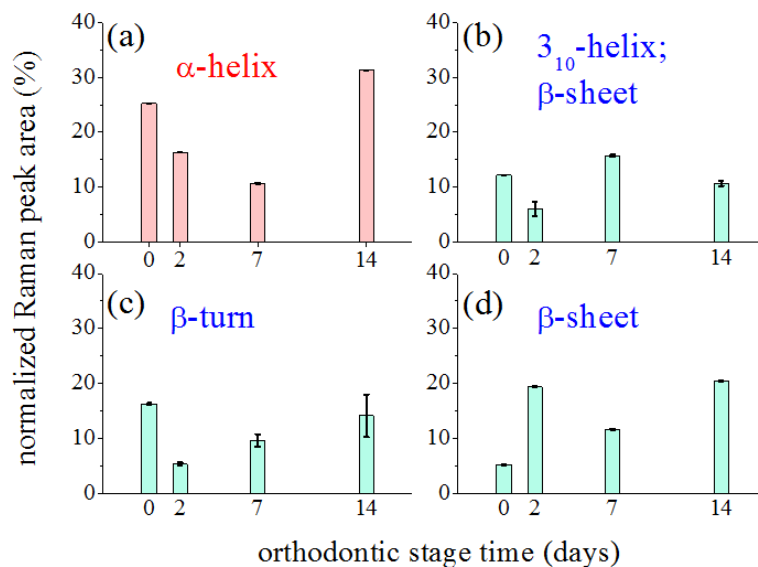 normalized Raman peak area (%)
(a)
α-helix
40
30
20
10
0
0 2 7 14
(b)
3₁₀-helix;
β-sheet
40
30
20
10
0
0 2 7 14
(c)
β-turn
40
30
20
10
0
0 2 7 14
(d)
β-sheet
40
30
20
10
0
0 2 7 14
orthodontic stage time (days)